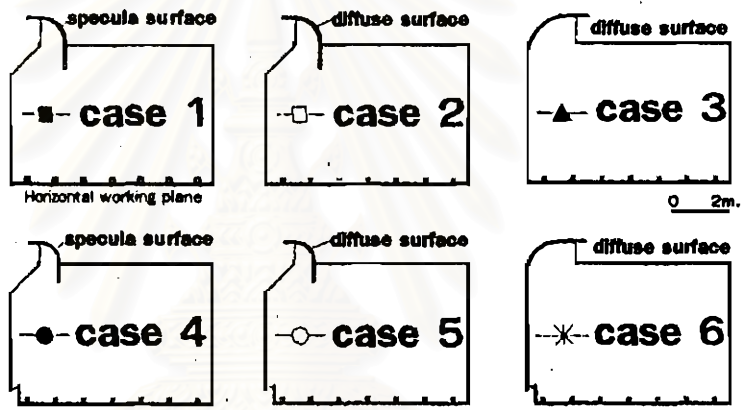 specula surface
diffuse surface
diffuse surface
case 1
case 2
case 3
Horizontal working plane
0 2m.
specula surface
diffuse surface
diffuse surface
case 4
case 5
case 6